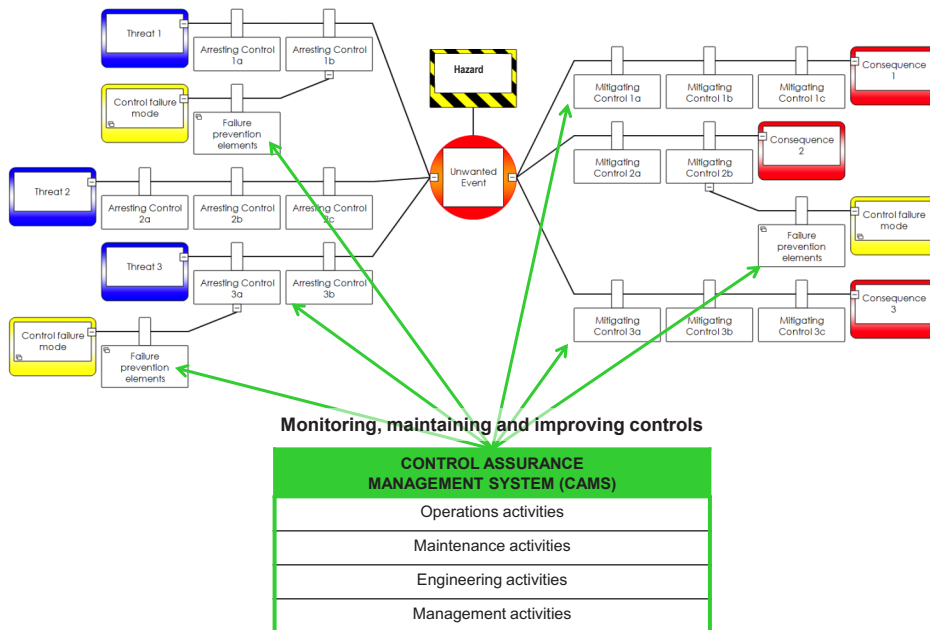 Threat 1
Arresting Control
1a
Arresting Control
1b
Hazard
Mitigating
Control 1a
Mitigating
Control 1b
Mitigating
Control 1c
Consequence
1
Control failure
mode
Failure
prevention
elements
Unwanted
Event
Mitigating
Control 2a
Mitigating
Control 2b
Consequence
2
Threat 2
Arresting Control
2a
Arresting Control
2b
Arresting Control
2c
Failure
prevention
elements
Control failure
mode
Threat 3
Arresting Control
3a
Arresting Control
3b
Mitigating
Control 3a
Mitigating
Control 3b
Mitigating
Control 3c
Consequence
3
Control failure
mode
Failure
prevention
elements
Monitoring, maintaining and improving controls
CONTROL ASSURANCE
MANAGEMENT SYSTEM (CAMS)
Operations activities
Maintenance activities
Engineering activities
Management activities